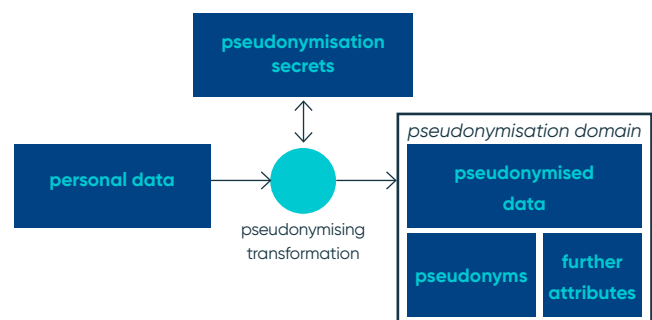 pseudonymisation
secrets
pseudonymisation domain
personal data
pseudonymised
data
pseudonymising
transformation
pseudonyms
further
attributes